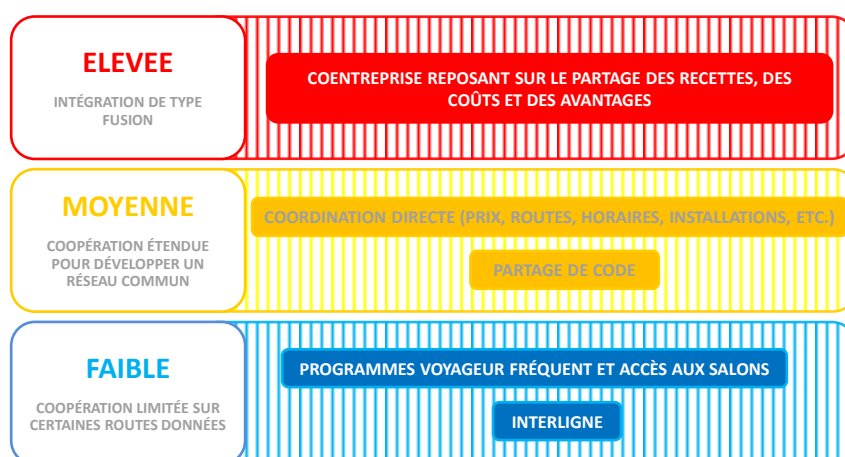 ELEVEE
INTÉGRATION DE TYPE
FUSION
COENTREPRISE REPOSANT SUR LE PARTAGE DES RECETTES, DES
COÛTS ET DES AVANTAGES
MOYENNE
COOPÉRATION ÉTENDUE
POUR DÉVELOPPER UN
RÉSEAU COMMUN
COORDINATION DIRECTE (PRIX, ROUTES, HORAIRES, INSTALLATIONS, ETC.)
PARTAGE DE CODE
FAIBLE
COOPÉRATION LIMITÉE SUR
CERTAINES ROUTES DONNÉES
PROGRAMMES VOYAGEUR FRÉQUENT ET ACCÈS AUX SALONS
INTERLIGNE